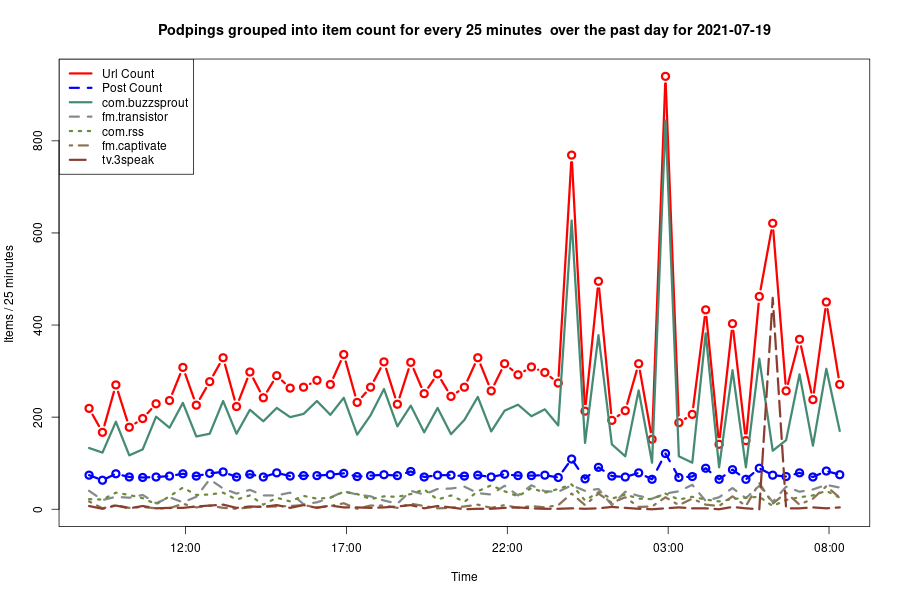 Podpings grouped into item count for every 25 minutes  over the past day for 2021-07-19
Url Count
Post Count
com.buzzsprout
fm.transistor
com.rss
fm.captivate
tv.3speak
Items / 25 minutes
800
600
400
200
0
12:00
17:00
22:00
03:00
08:00
Time